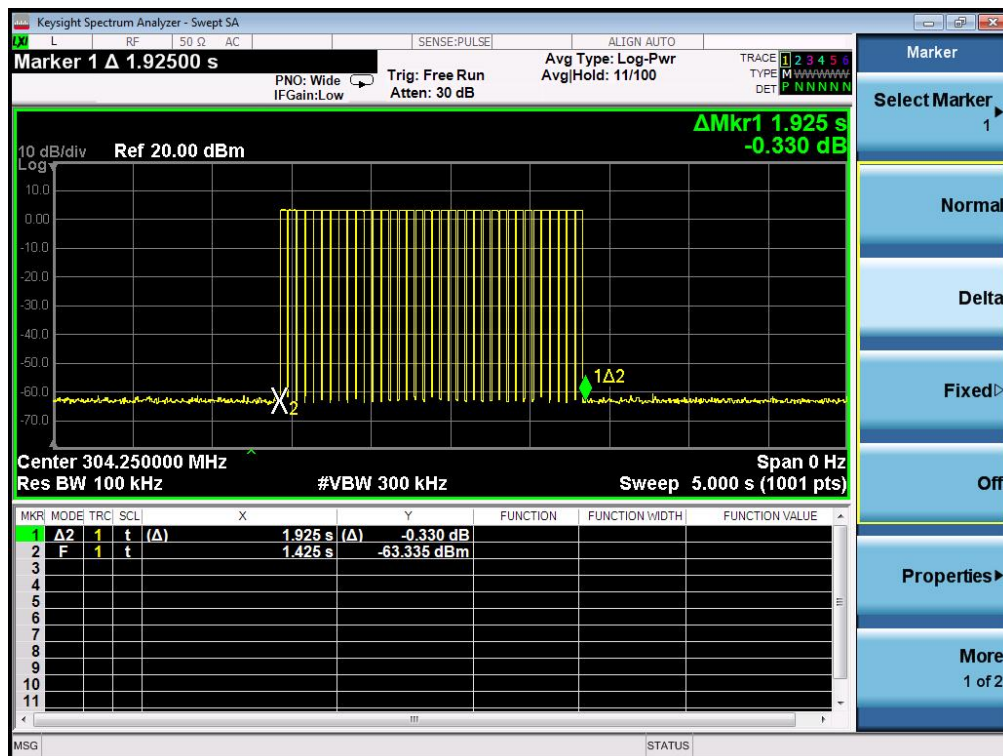 Keysight Spectrum Analyzer - Swept SA
LXI L RF 50 Ω AC SENSE:PULSE ALIGN AUTO
Marker 1 Δ 1.92500 s
PNO: Wide
IFGain:Low
Trig: Free Run
Atten: 30 dB
Avg Type: Log-Pwr
Avg|Hold: 11/100
TRACE 1 2 3 4 5 6
TYPE M WWWWW
DET P N N N N N
ΔMkr1 1.925 s
-0.330 dB
10 dB/div Ref 20.00 dBm
Log
10.0
0.00
-10.0
-20.0
-30.0
-40.0
-50.0
-60.0
-70.0
2
1Δ2
Center 304.250000 MHz Span 0 Hz
Res BW 100 kHz #VBW 300 kHz Sweep 5.000 s (1001 pts)
MKR MODE TRC SCL X Y FUNCTION FUNCTION WIDTH FUNCTION VALUE
1 Δ2 1 t (Δ) 1.925 s (Δ) -0.330 dB
2 F 1 t 1.425 s -63.335 dBm
3
4
5
6
7
8
9
10
11
MSG STATUS
Marker
Select Marker
1
Normal
Delta
Fixed
Off
Properties
More
1 of 2